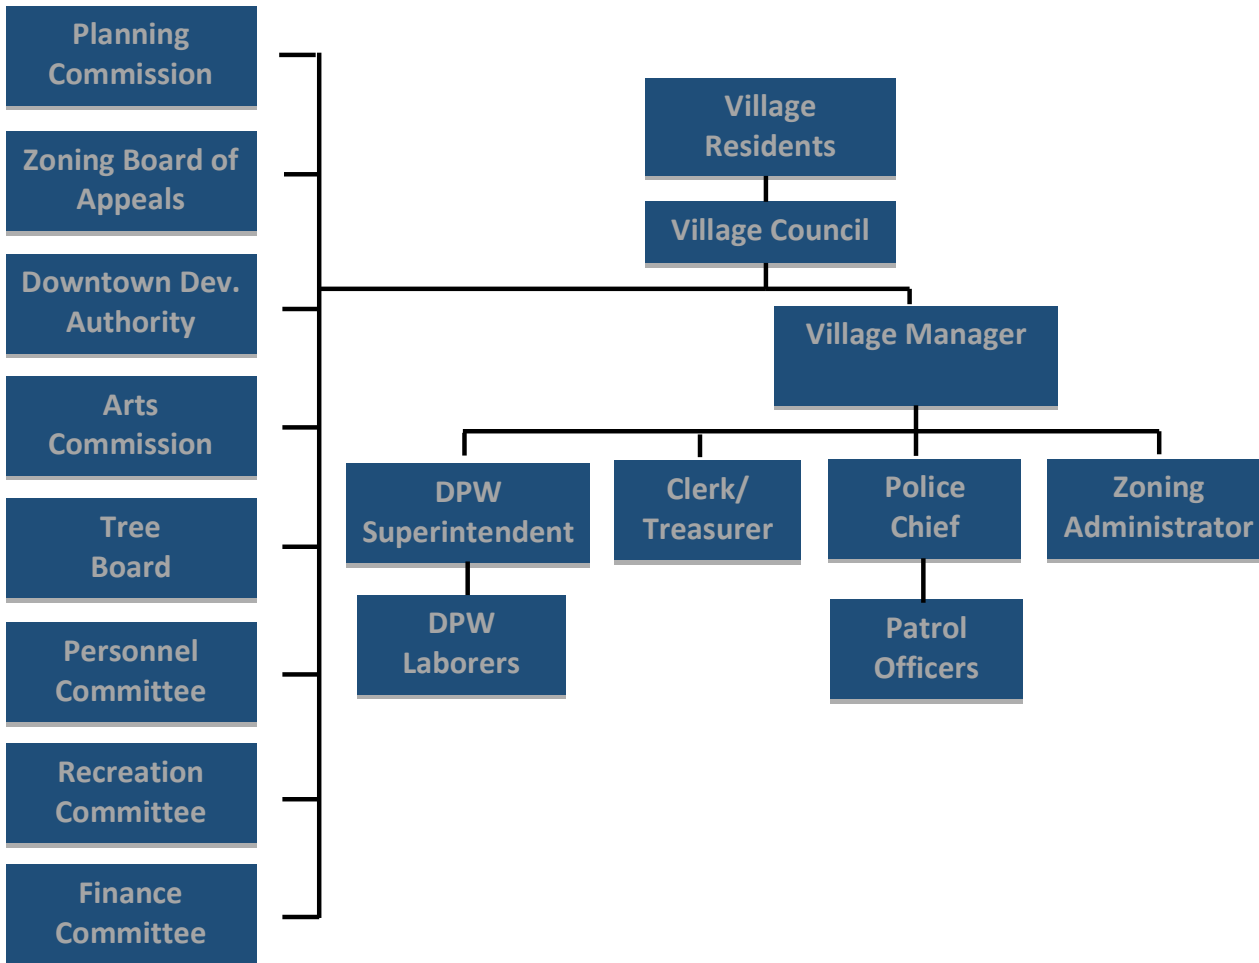 Planning
Commission
Zoning Board of
Appeals
Downtown Dev.
Authority
Arts
Commission
Tree
Board
Personnel
Committee
Recreation
Committee
Finance
Committee
Village
Residents
Village Council
Village Manager
DPW
Superintendent
Clerk/
Treasurer
Police
Chief
Zoning
Administrator
DPW
Laborers
Patrol
Officers